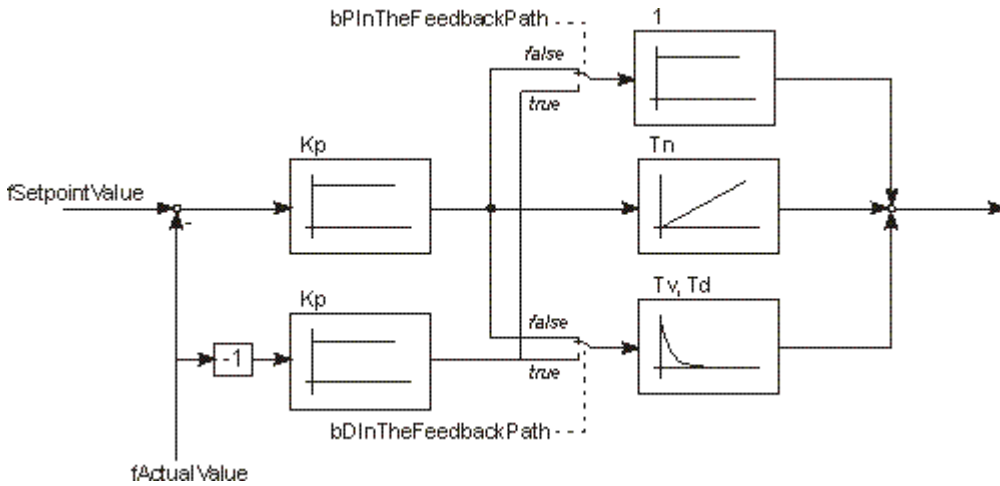 bPInTheFeedbackPath
1
false
true
Kp
Tn
fSetpointValue
-
Kp
Tv, Td
false
-1
true
bDInTheFeedbackPath
fActualValue